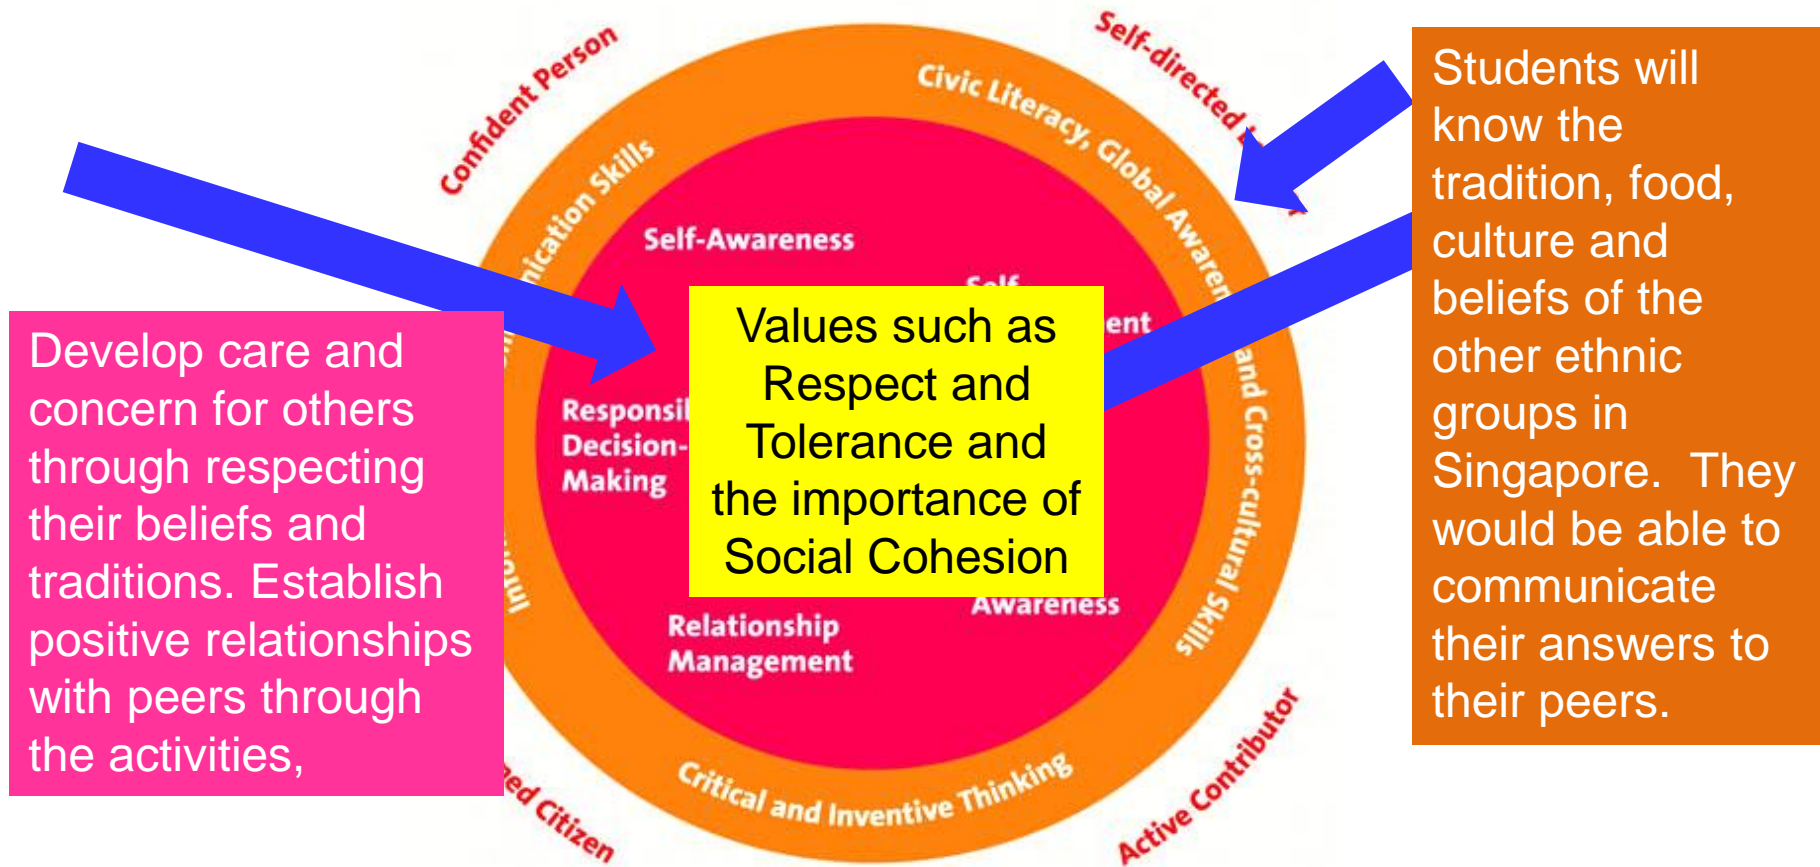 Confident Person
Self-directed
Civic Literacy, Global Awareness and Cross-cultural Skills
Skills
Self-Awareness
Students will
know the
tradition, food,
culture and
beliefs of the
other ethnic
groups in
Singapore. They
would be able to
communicate
their answers to
their peers.
Values such as
Respect and
Tolerance and
the importance of
Social Cohesion
Develop care and
concern for others
through respecting
their beliefs and
traditions. Establish
positive relationships
with peers through
the activities,
Decision-
Making
Awareness
Relationship
Management
Critical and Inventive Thinking
Citizen
Active Contributor